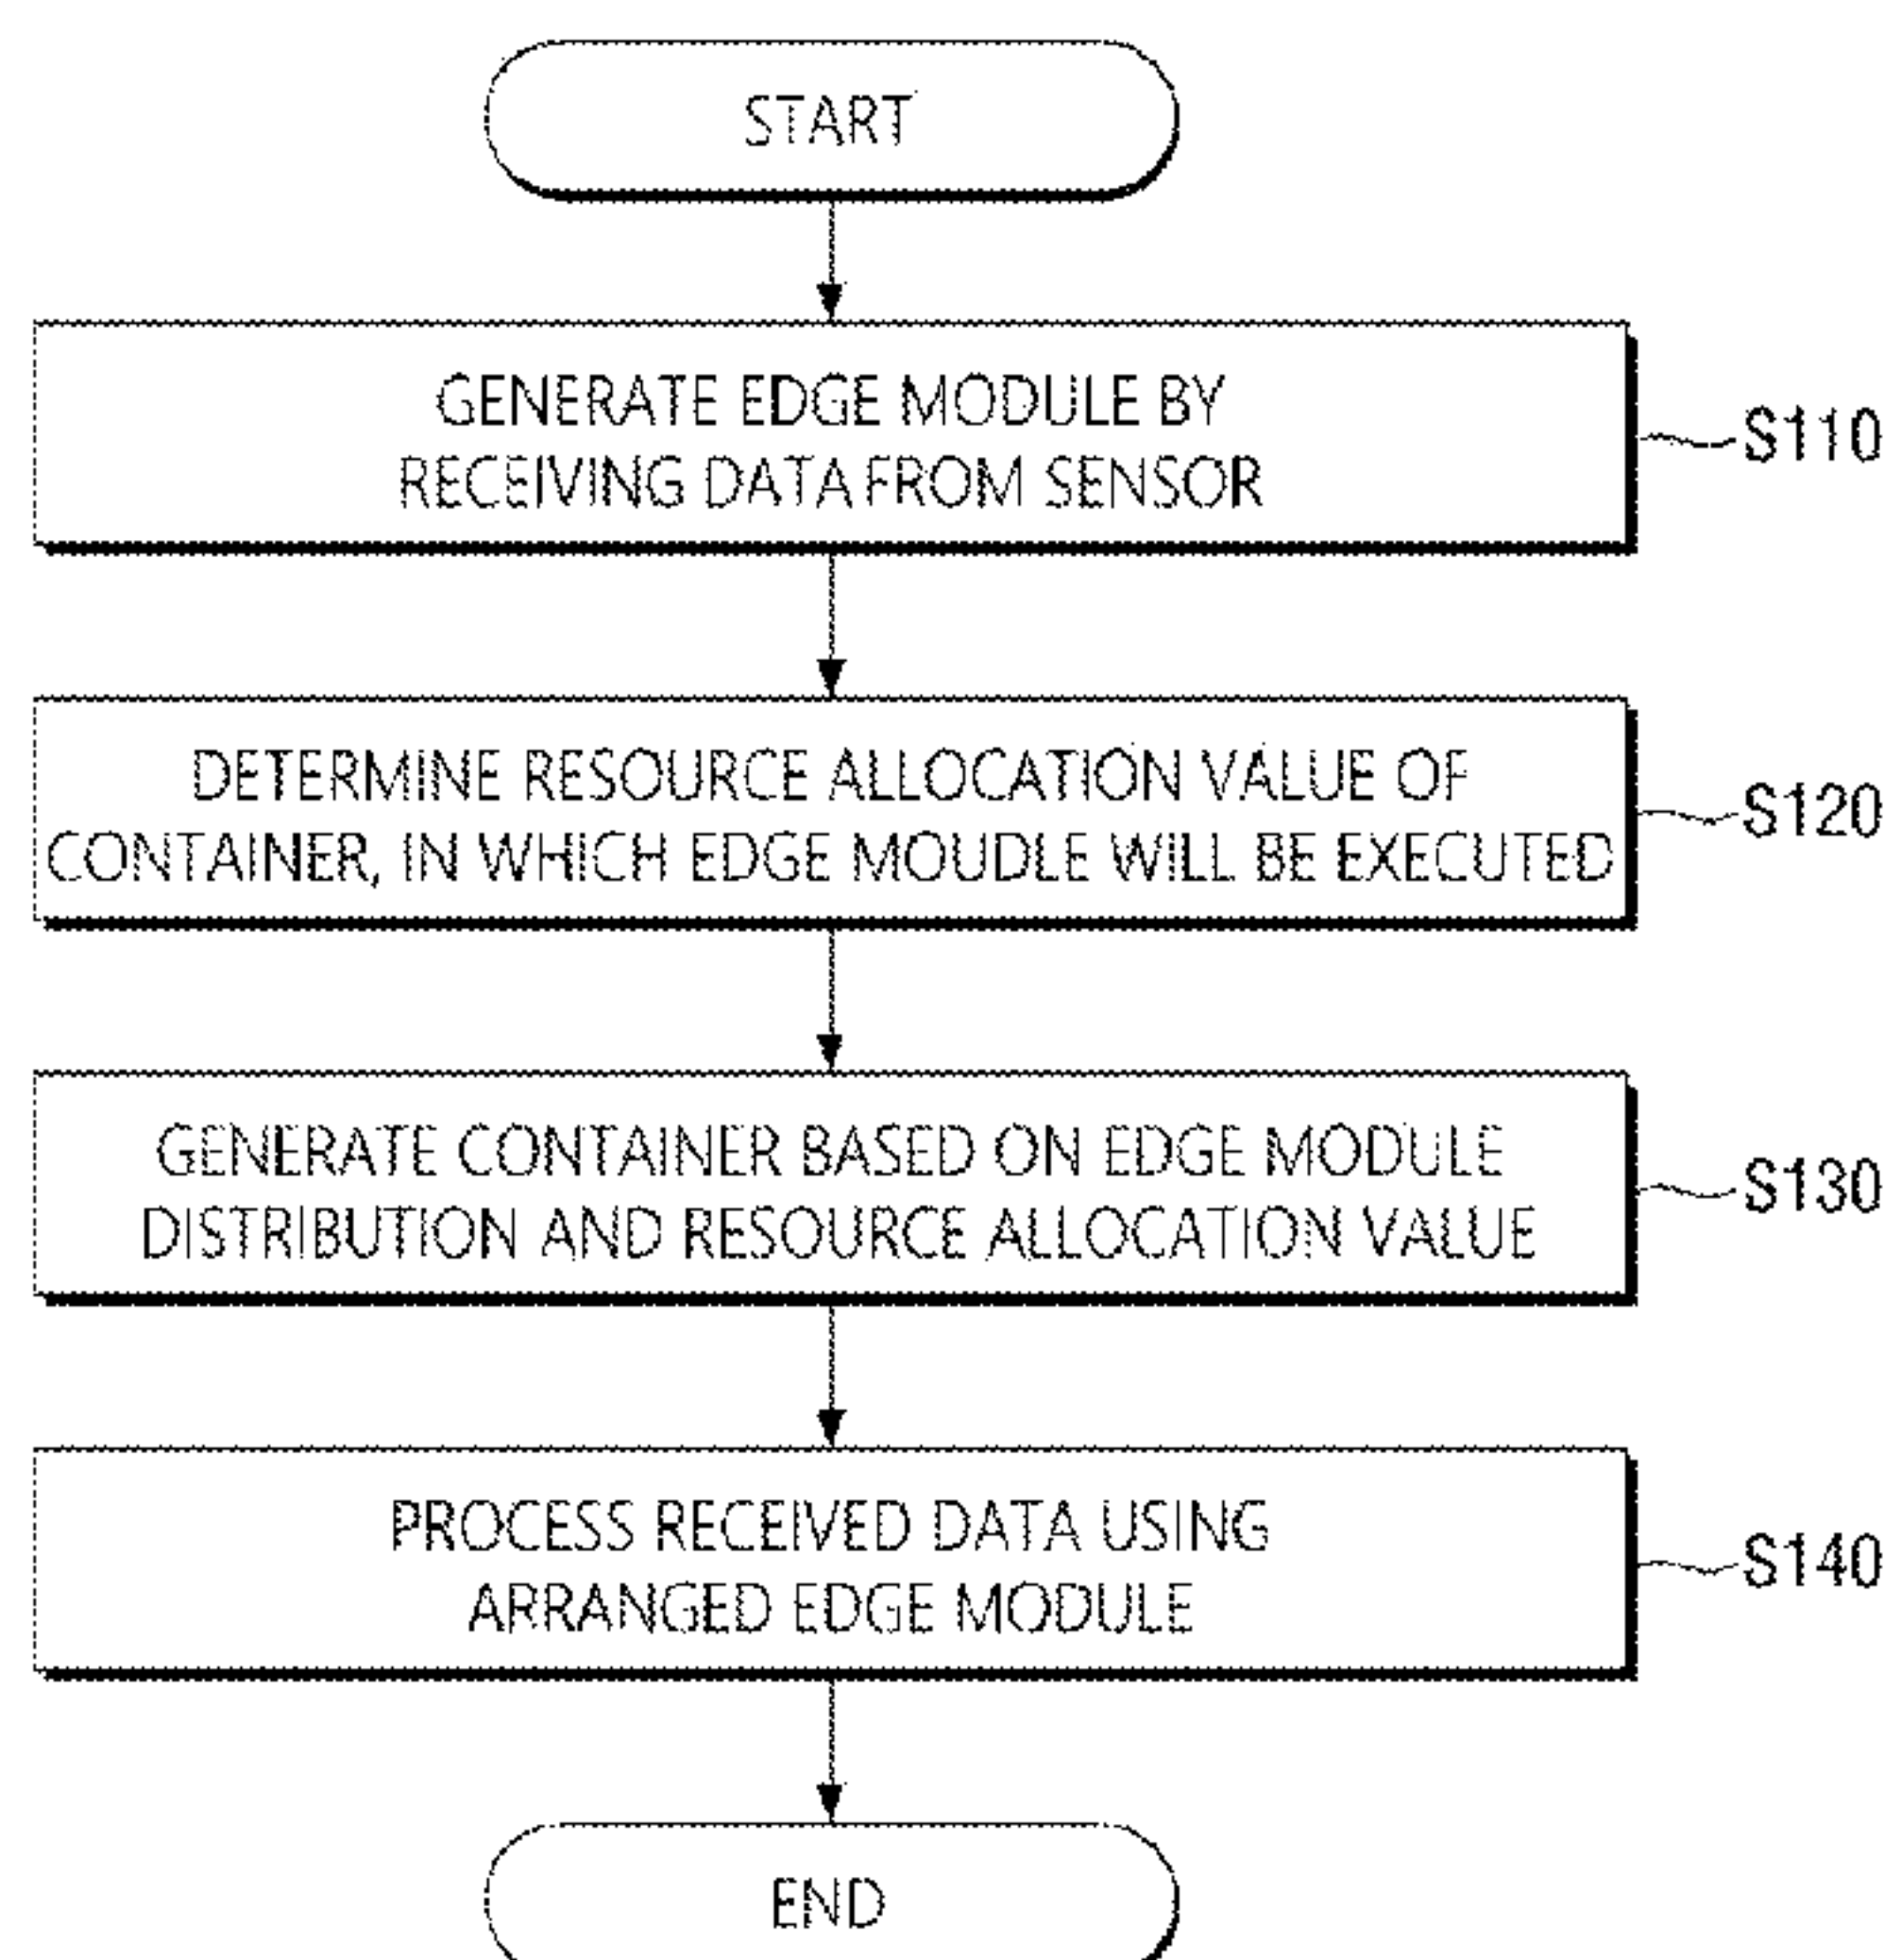 START
GENERATE EDGE MODULE BY
RECEIVING DATA FROM SENSOR
S110
DETERMINE RESOURCE ALLOCATION VALUE OF
CONTAINER, IN WHICH EDGE MOUDLE WILL BE EXECUTED
S120
GENERATE CONTAINER BASED ON EDGE MODULE
DISTRIBUTION AND RESOURCE ALLOCATION VALUE
S130
PROCESS RECEIVED DATA USING
ARRANGED EDGE MODULE
S140
END